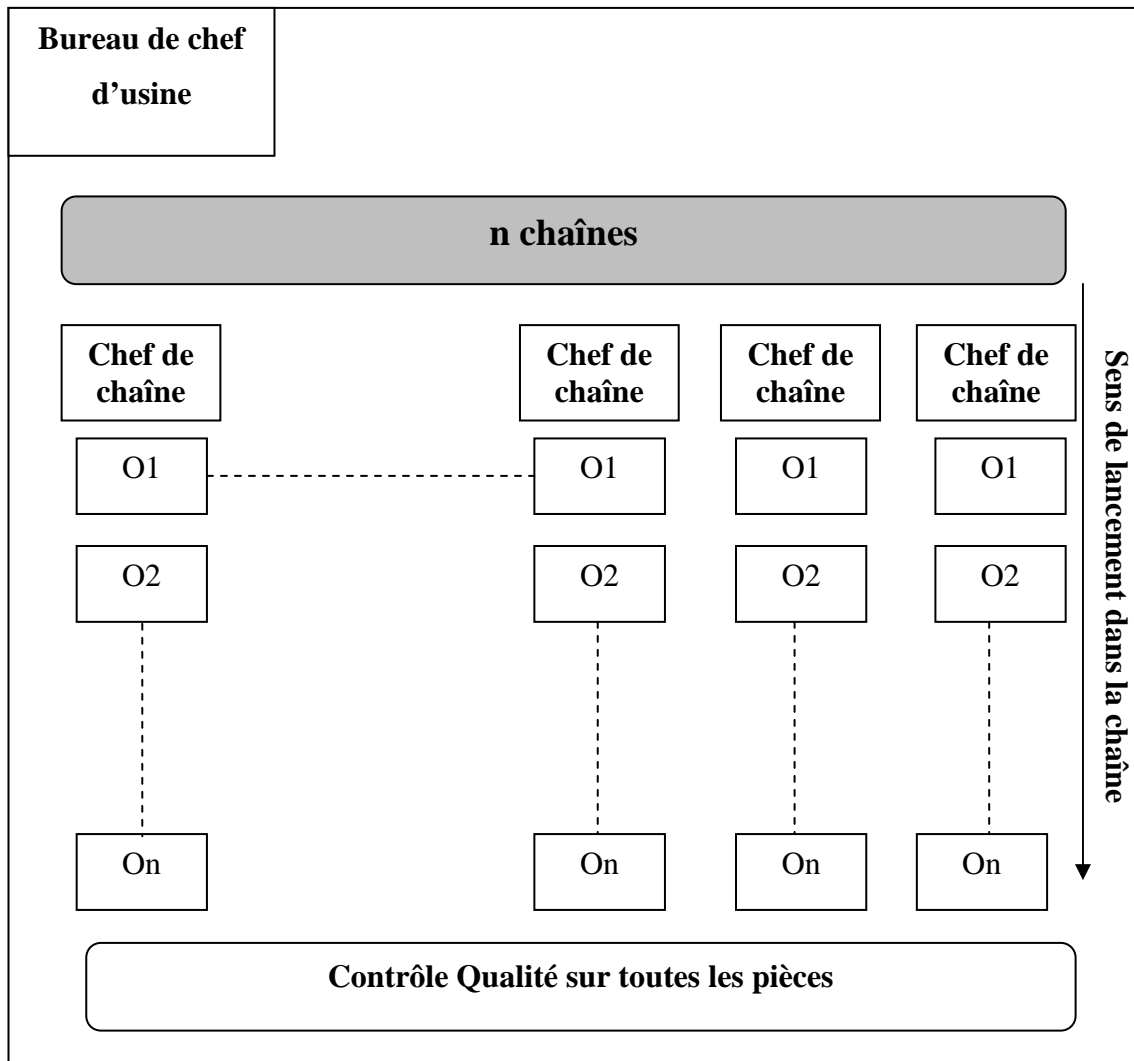 Bureau de chef
d’usine
n chaînes
Chef de
chaîne
Chef de
chaîne
Chef de
chaîne
Chef de
chaîne
O1
O1
O1
O1
O2
O2
O2
O2
On
On
On
On
Sens de lancement dans la chaîne
Contrôle Qualité sur toutes les pièces